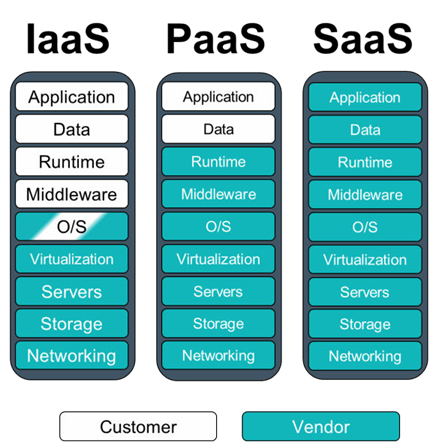 IaaS PaaS SaaS
Application Application Application
Data Data Data
Runtime Runtime Runtime
Middleware Middleware Middleware
O/S O/S O/S
Virtualization Virtualization Virtualization
Servers Servers Servers
Storage Storage Storage
Networking Networking Networking
Customer Vendor